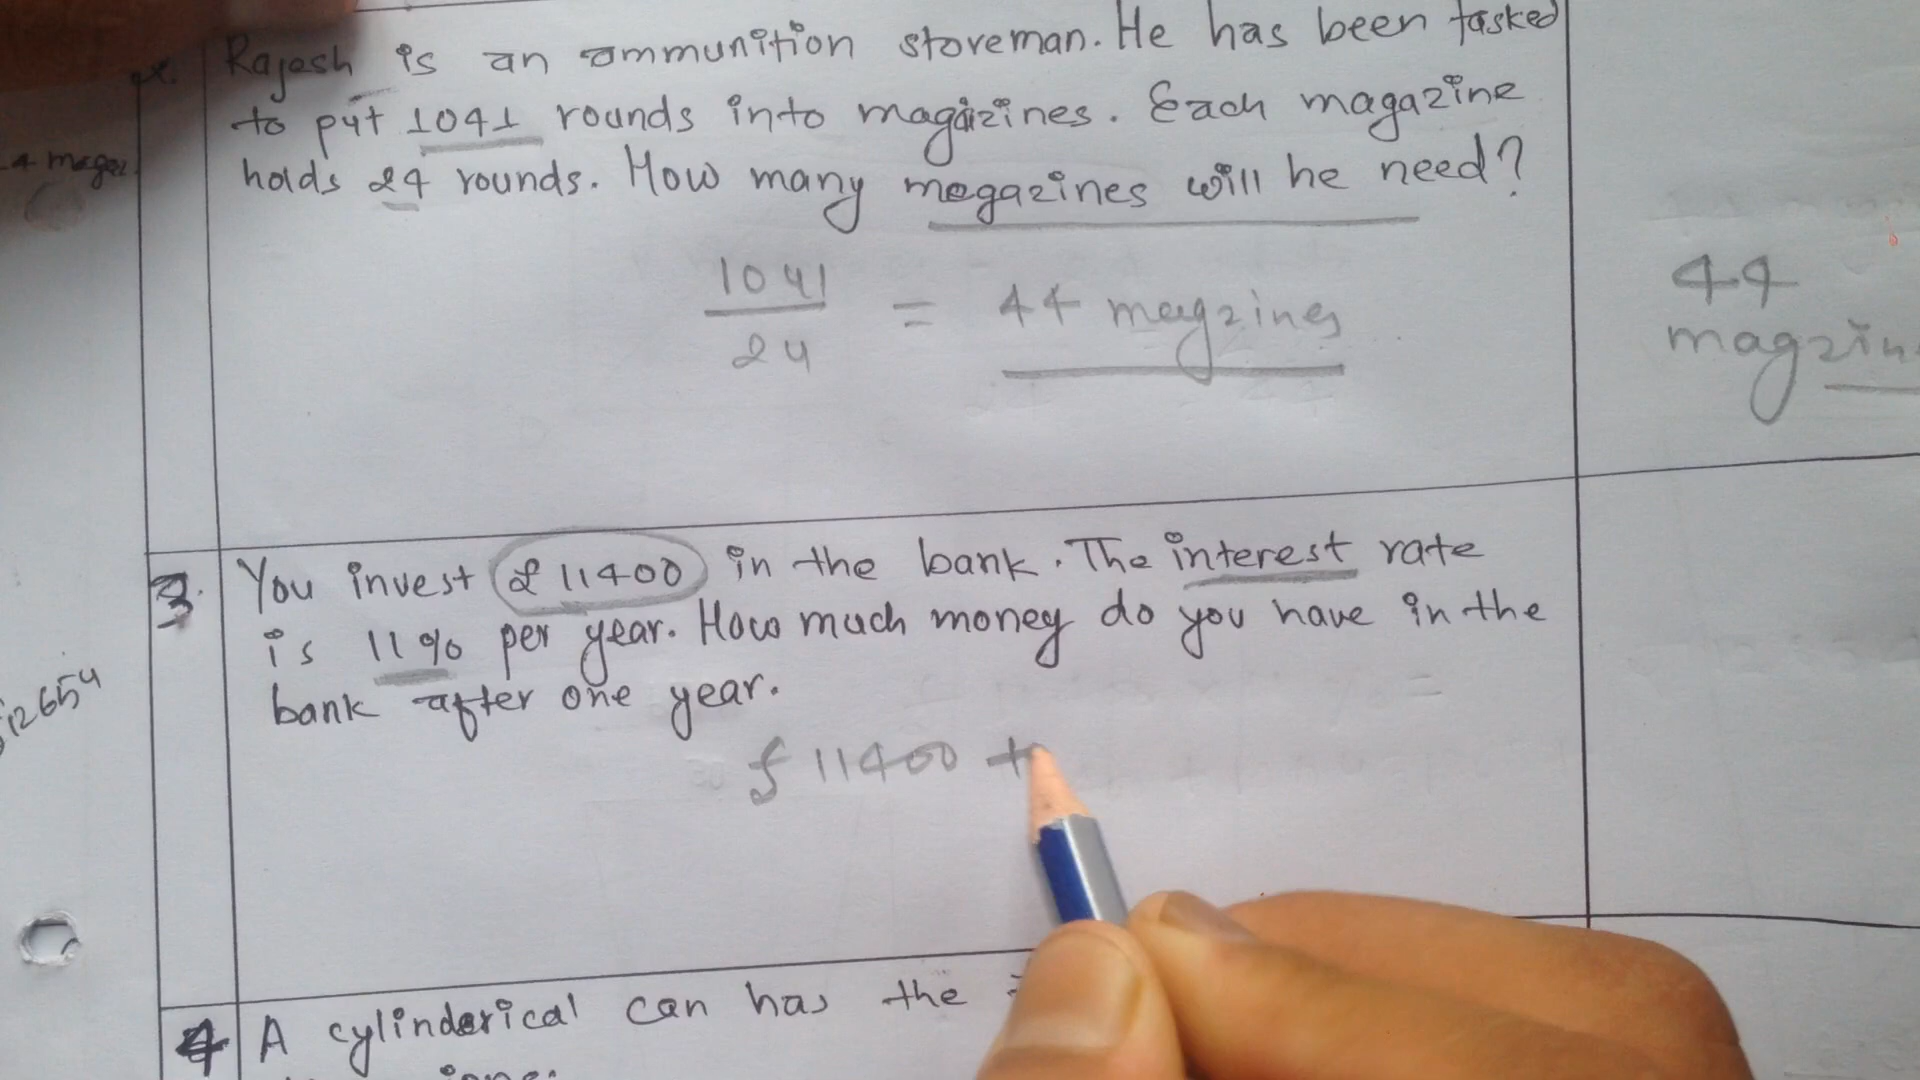 Rajesh is an ammunition storeman. He has been tasked
to put 1041 rounds into magazines. Each magazine
holds 24 rounds. How many megazines will he need?
1041
24
= 44 magzines
44
magzin
3. You invest £ 11400 in the bank. The interest rate
is 11% per year. How much money do you have in the
bank after one year.
£ 11400 +
12654
4 A cylinderical can has the